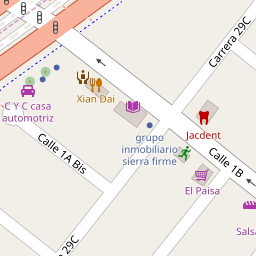 Carrera 29C
Xian Dai
C Y C casa
automotriz
Jacdent
grupo
inmobiliario
sierra firme
Calle 1A Bis
Calle 1B
El Paisa
Salsa
29C